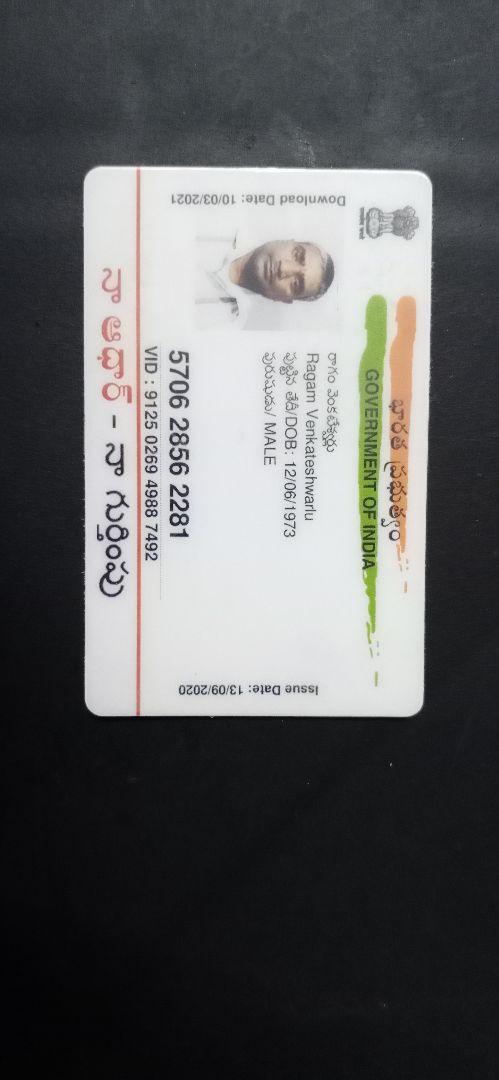 భారత ప్రభుత్వం
GOVERNMENT OF INDIA
Download Date: 10/03/2021
రాగం వెంకటేశ్వర్లు
Ragam Venkateshwarlu
పుట్టిన తేదీ/DOB: 12/06/1973
పురుషుడు/ MALE
Issue Date: 13/09/2020
5706 2856 2281
VID : 9125 0269 4988 7492
నా ఆధార్ - నా గుర్తింపు